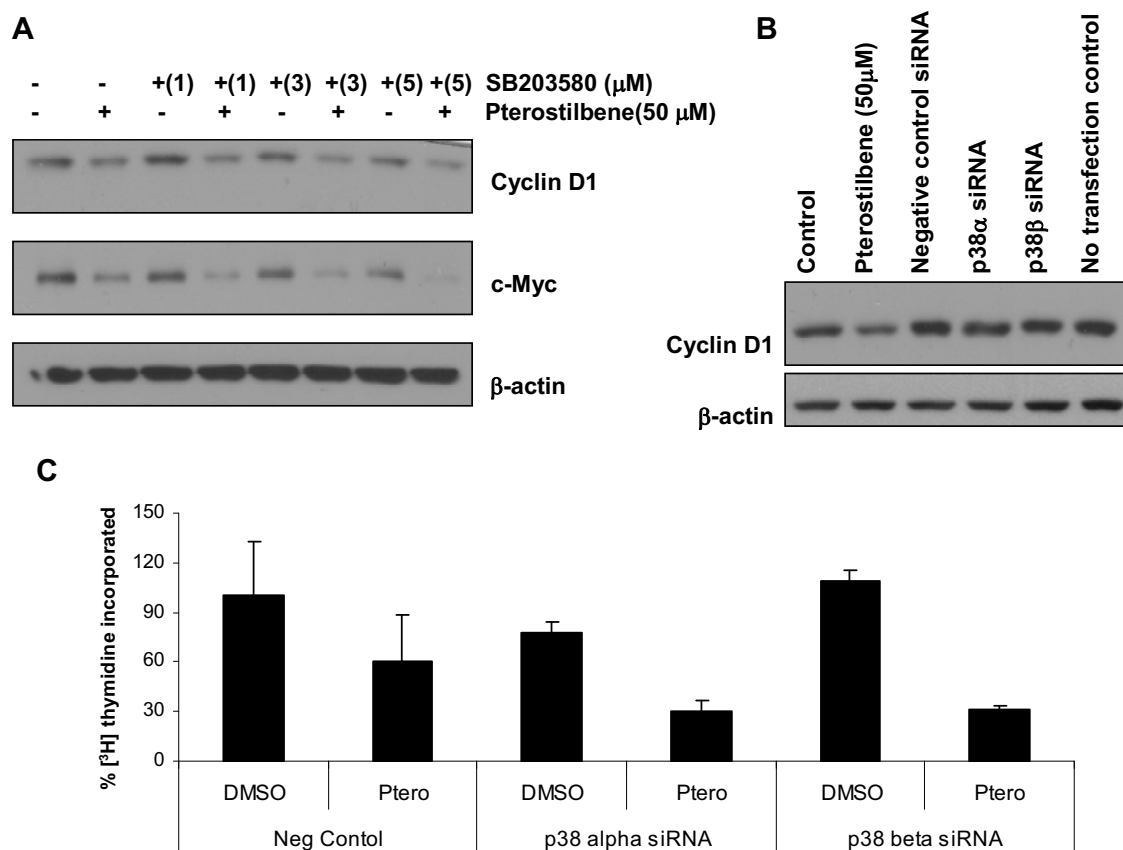 A
- - +(1) +(1) +(3) +(3) +(5) +(5) SB203580 (μM)
- + - + - + - + Pterostilbene(50 μM)
Cyclin D1
c-Myc
β-actin
B
Control
Pterostilbene (50μM)
Negative control siRNA
p38α siRNA
p38β siRNA
No transfection control
Cyclin D1
β-actin
C
% [³H] thymidine incorporated
150
120
90
60
30
0
DMSO Ptero DMSO Ptero DMSO Ptero
Neg Contol p38 alpha siRNA p38 beta siRNA